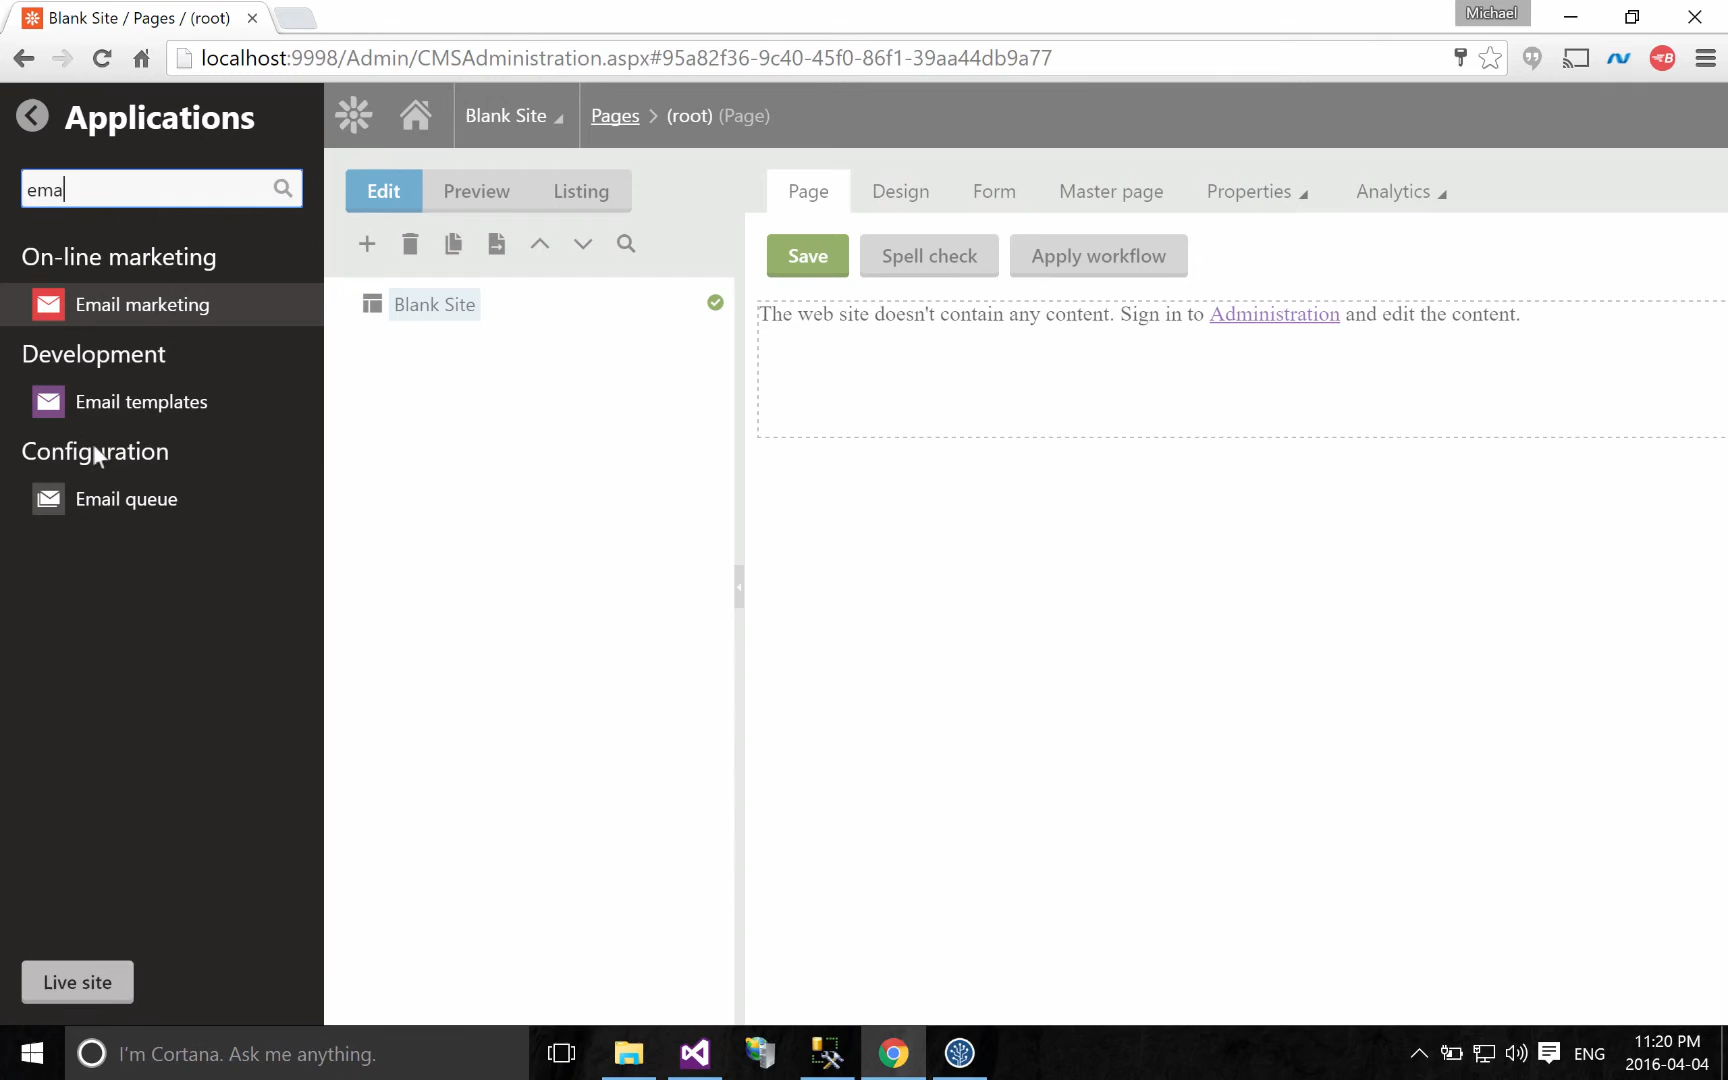 Blank Site / Pages / (root)
Michael
localhost:9998/Admin/CMSAdministration.aspx#95a82f36-9c40-45f0-86f1-39aa44db9a77
Applications
Blank Site
Pages > (root) (Page)
ema
Edit
Preview
Listing
Page
Design
Form
Master page
Properties
Analytics
On-line marketing
Email marketing
Development
Email templates
Configuration
Email queue
Save
Spell check
Apply workflow
Blank Site
The web site doesn't contain any content. Sign in to Administration and edit the content.
Live site
I'm Cortana. Ask me anything.
ENG
11:20 PM
2016-04-04